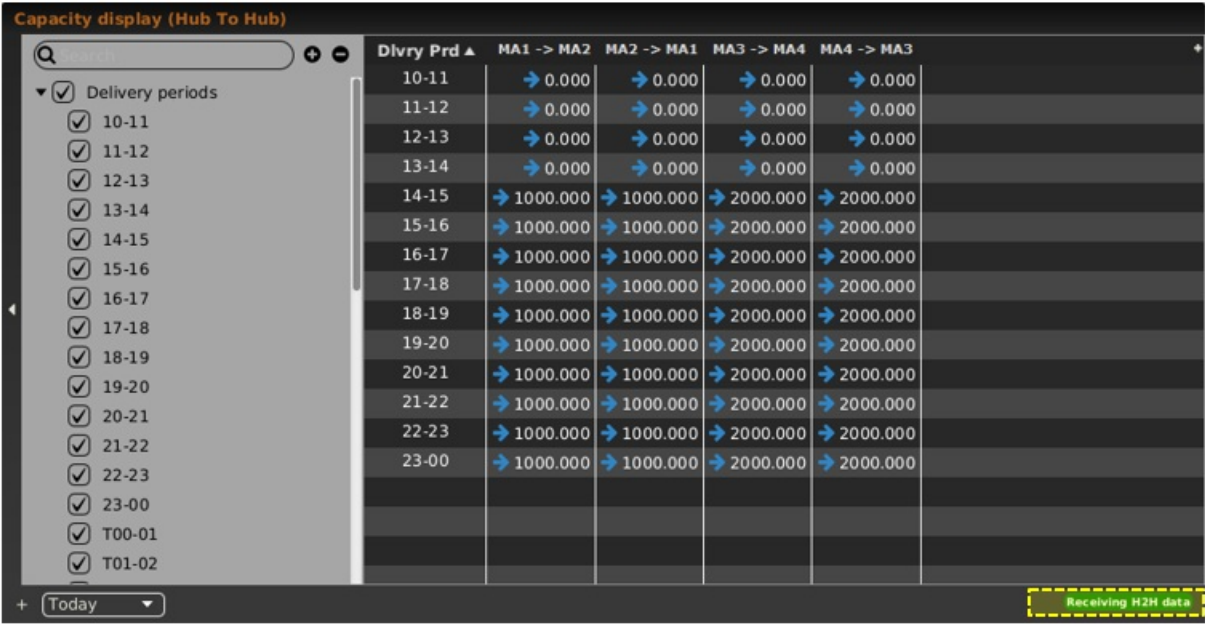 Capacity display (Hub To Hub)
Search
Delivery periods
10-11
11-12
12-13
13-14
14-15
15-16
16-17
17-18
18-19
19-20
20-21
21-22
22-23
23-00
T00-01
T01-02
Dlvry Prd ▲ MA1 -> MA2 MA2 -> MA1 MA3 -> MA4 MA4 -> MA3 +
10-11 0.000 0.000 0.000 0.000
11-12 0.000 0.000 0.000 0.000
12-13 0.000 0.000 0.000 0.000
13-14 0.000 0.000 0.000 0.000
14-15 1000.000 1000.000 2000.000 2000.000
15-16 1000.000 1000.000 2000.000 2000.000
16-17 1000.000 1000.000 2000.000 2000.000
17-18 1000.000 1000.000 2000.000 2000.000
18-19 1000.000 1000.000 2000.000 2000.000
19-20 1000.000 1000.000 2000.000 2000.000
20-21 1000.000 1000.000 2000.000 2000.000
21-22 1000.000 1000.000 2000.000 2000.000
22-23 1000.000 1000.000 2000.000 2000.000
23-00 1000.000 1000.000 2000.000 2000.000
+ Today
Receiving H2H data